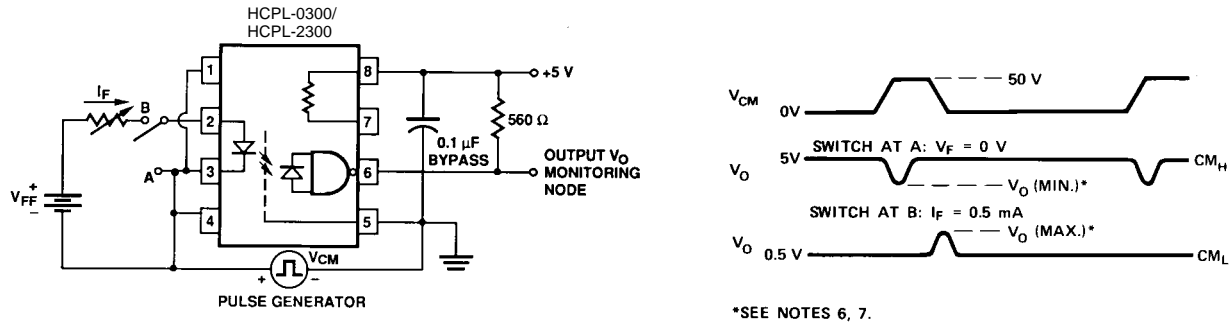 HCPL-0300/
HCPL-2300
1
8
+5 V
I_F
B
2
7
560 Ω
0.1 µF
BYPASS
A
3
6
OUTPUT V_O
MONITORING
NODE
V_FF
+
–
4
5
V_CM
+
–
PULSE GENERATOR
50 V
V_CM
0V
SWITCH AT A: V_F = 0 V
5V
V_O
CM_H
V_O (MIN.)*
SWITCH AT B: I_F = 0.5 mA
V_O (MAX.)*
V_O
0.5 V
CM_L
*SEE NOTES 6, 7.